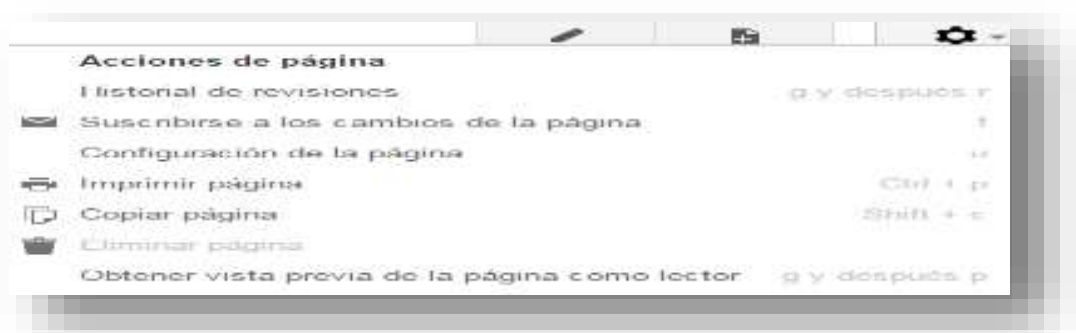 Acciones de página
Historial de revisiones g y después r
Suscribirse a los cambios de la página
Configuración de la página u
Imprimir página Ctrl + p
Copiar página Shift + c
Eliminar página
Obtener vista previa de la página como lector g y después p